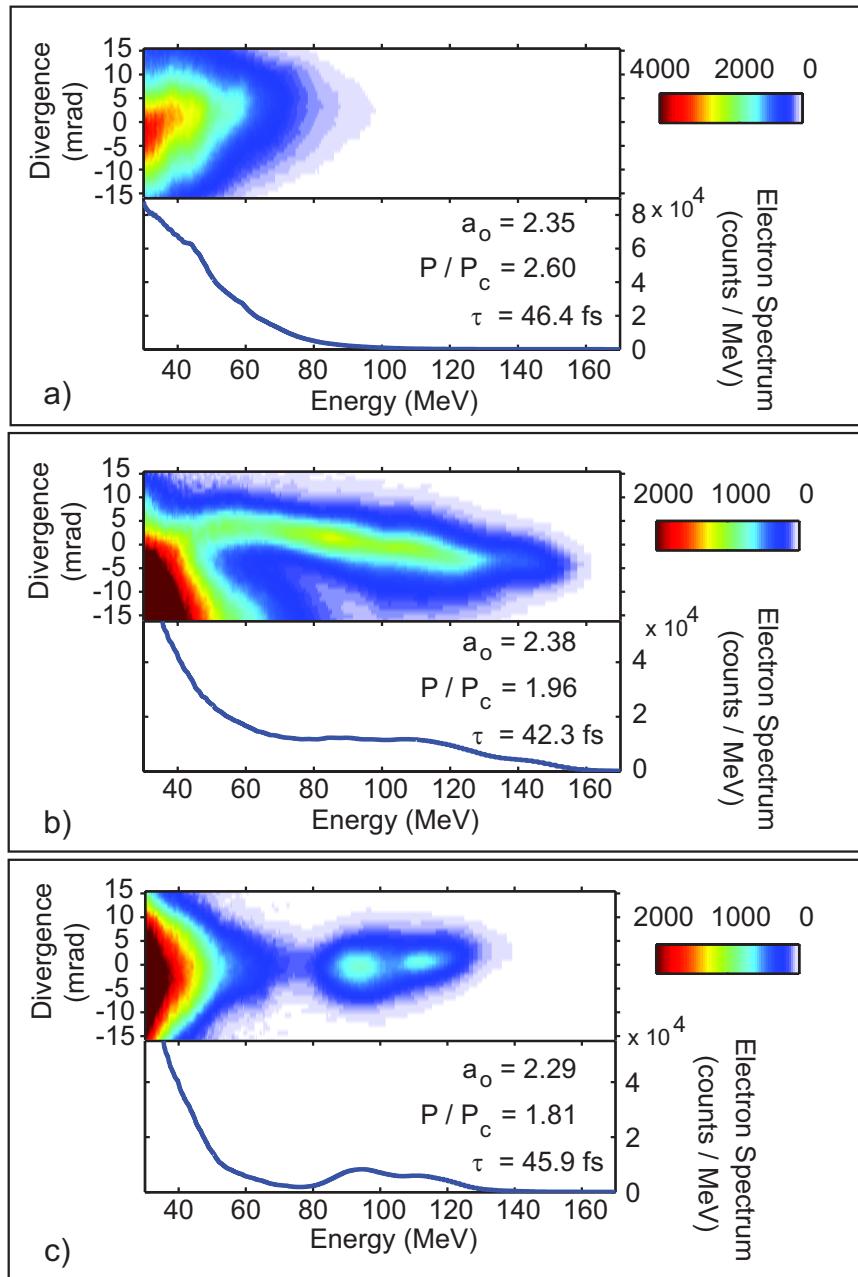 15
10
5
0
-5
-10
-15
Divergence
(mrad)
4000 2000 0
8 x 10^4
6
4
2
0
Electron Spectrum
(counts / MeV)
a_o = 2.35
P / P_c = 2.60
τ = 46.4 fs
40 60 80 100 120 140 160
Energy (MeV)
a)
15
10
5
0
-5
-10
-15
Divergence
(mrad)
2000 1000 0
x 10^4
4
2
0
Electron Spectrum
(counts / MeV)
a_o = 2.38
P / P_c = 1.96
τ = 42.3 fs
40 60 80 100 120 140 160
Energy (MeV)
b)
15
10
5
0
-5
-10
-15
Divergence
(mrad)
2000 1000 0
x 10^4
4
2
0
Electron Spectrum
(counts / MeV)
a_o = 2.29
P / P_c = 1.81
τ = 45.9 fs
40 60 80 100 120 140 160
Energy (MeV)
c)